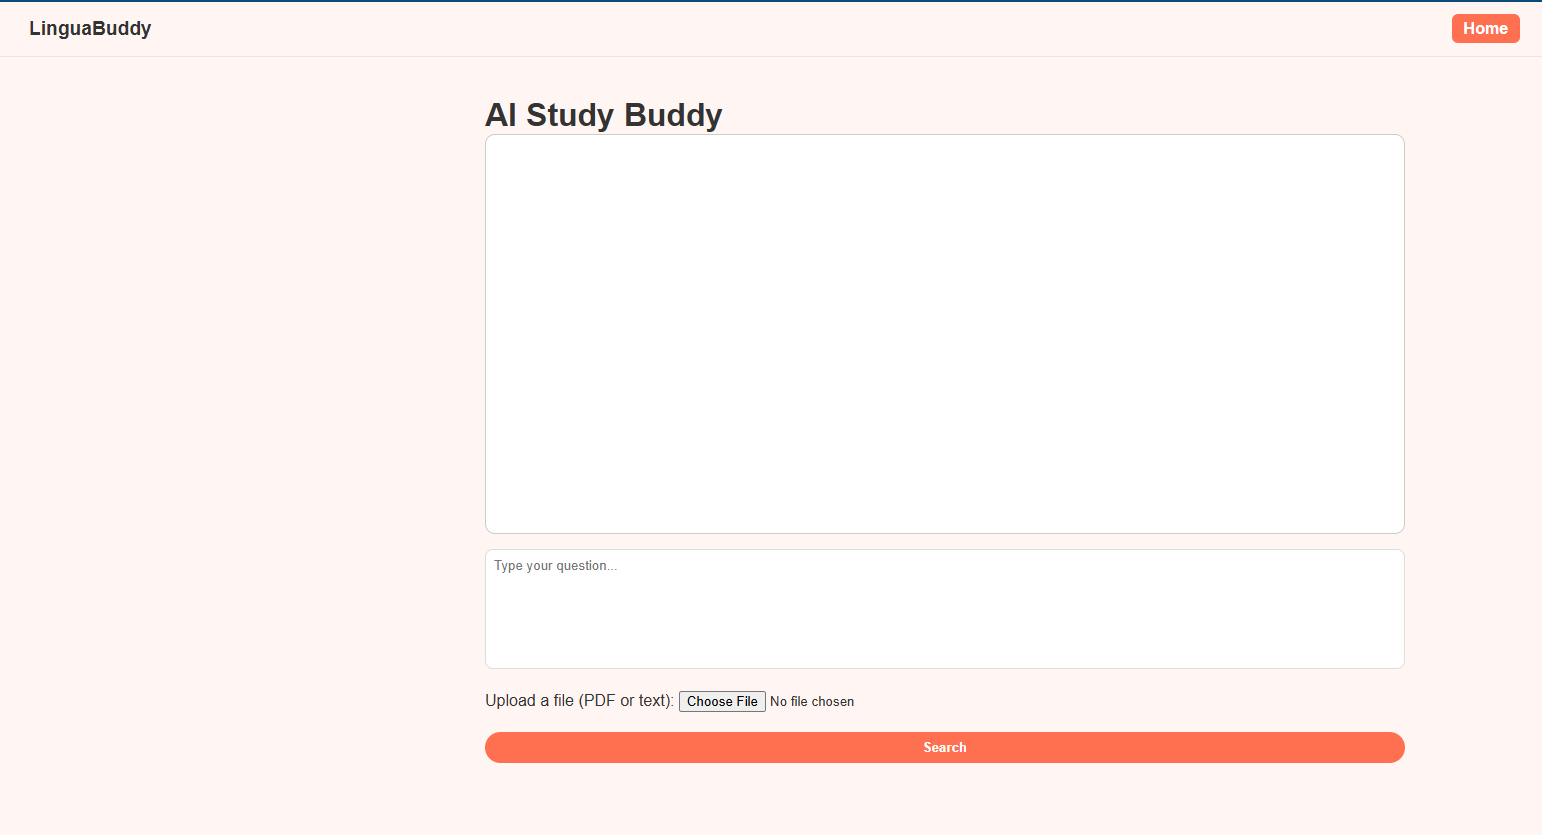 LinguaBuddy
Home
AI Study Buddy
Type your question...
Upload a file (PDF or text): Choose File No file chosen
Search